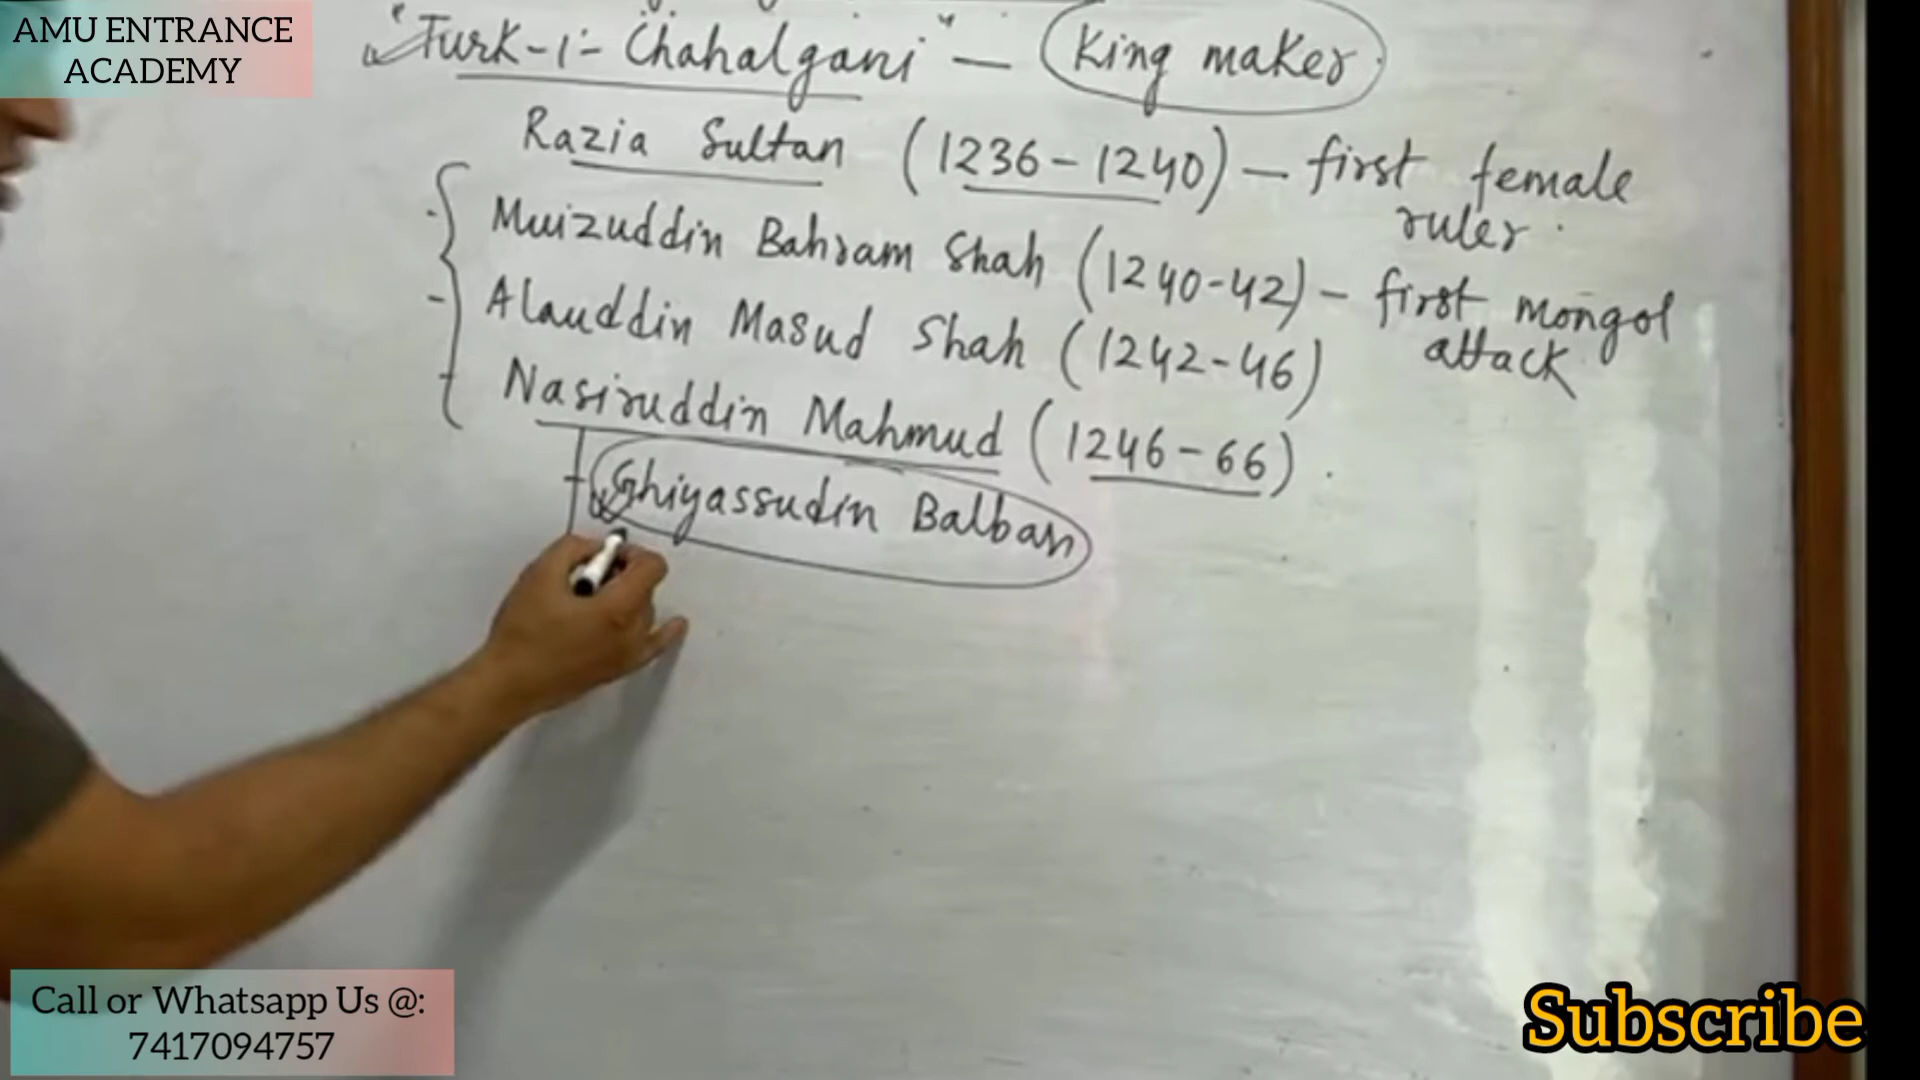 AMU ENTRANCE
ACADEMY
"Turk-i- Chahalgani" — King maker
Razia Sultan (1236 - 1240) — first female
ruler.
Muizuddin Bahram Shah (1240-42) - first mongol
attack.
Alauddin Masud Shah (1242-46)
Nasiruddin Mahmud (1246-66).
Ghiyassudin Balban
Call or Whatsapp Us @:
7417094757
Subscribe